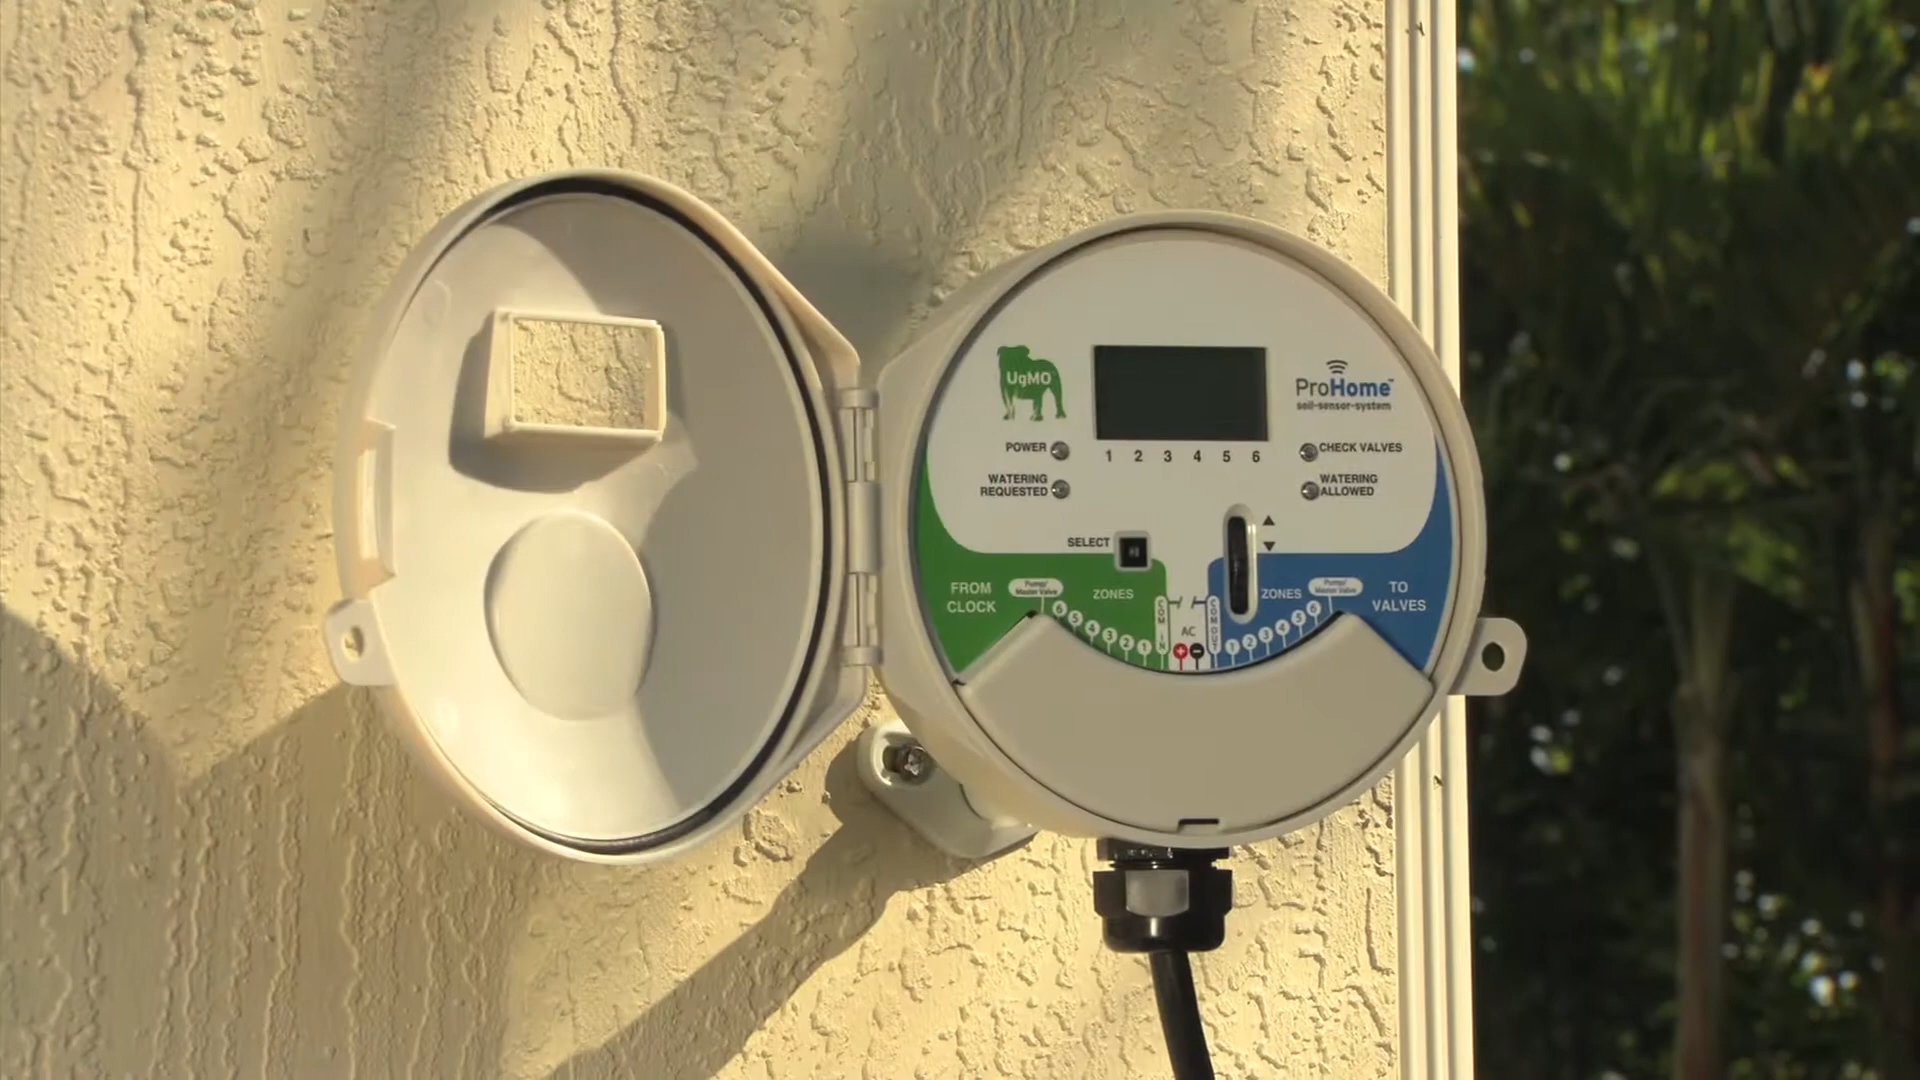 UgMO
ProHome™
soil-sensor-system
POWER
1 2 3 4 5 6
CHECK VALVES
WATERING
REQUESTED
WATERING
ALLOWED
SELECT
FROM
CLOCK
Pump/
Master Valve
ZONES
6 5 4 3 2 1
COM IN
AC
+ -
COM OUT
ZONES
1 2 3 4 5 6
Pump/
Master Valve
TO
VALVES